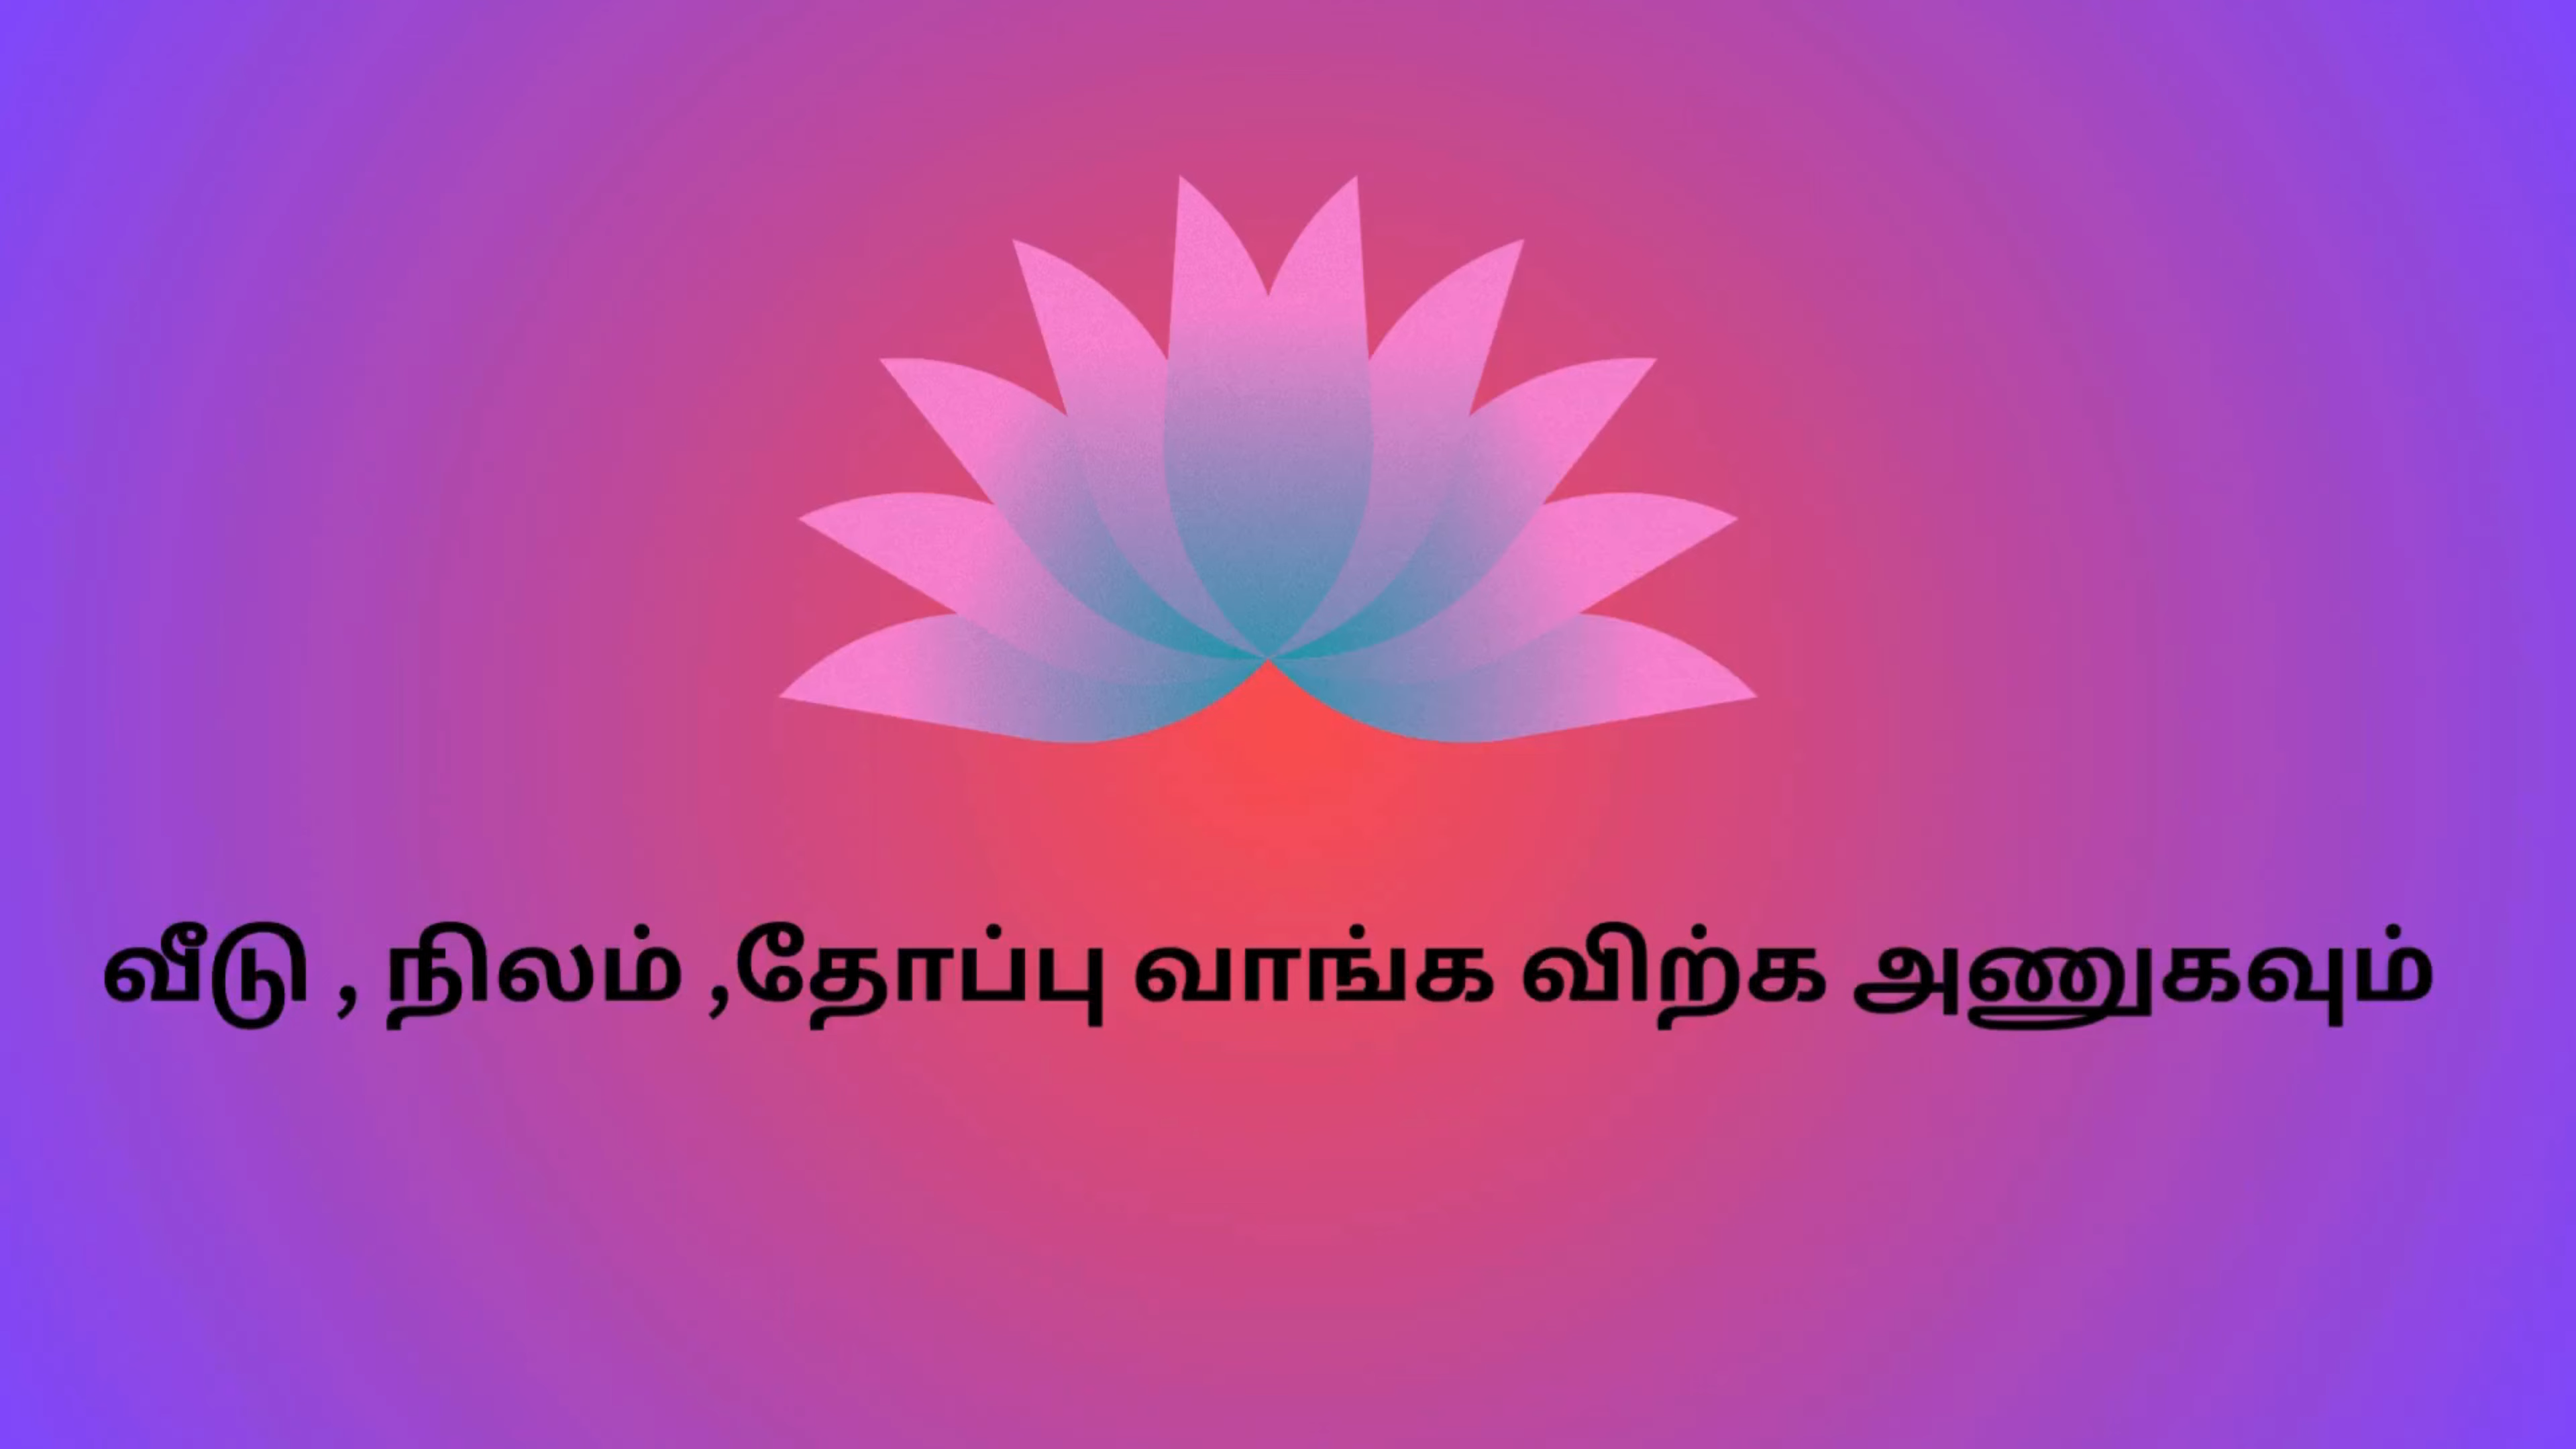 வீடு , நிலம் ,தோப்பு வாங்க விற்க அணுகவும்